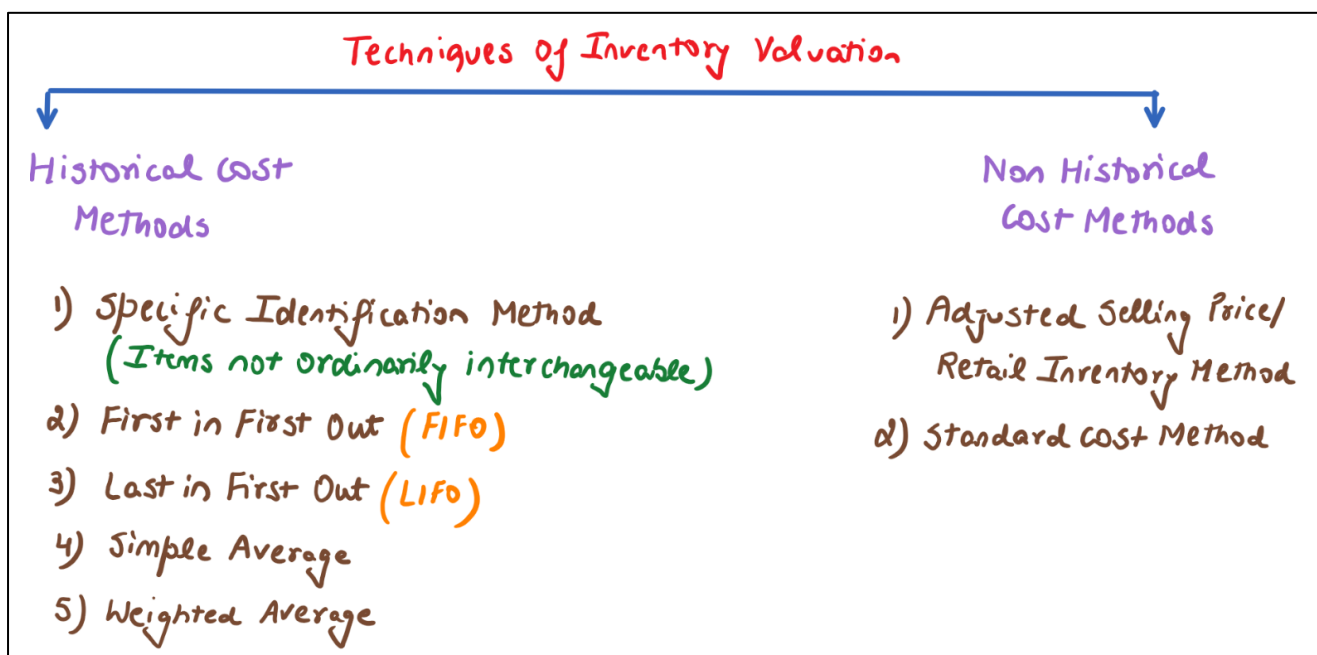 Techniques of Inventory Valuation
Historical Cost
Methods
1) Specific Identification Method
(Items not ordinarily interchangeable)
2) First in First Out (FIFO)
3) Last in First Out (LIFO)
4) Simple Average
5) Weighted Average
Non Historical
Cost Methods
1) Adjusted Selling Price/
Retail Inventory Method
2) Standard Cost Method